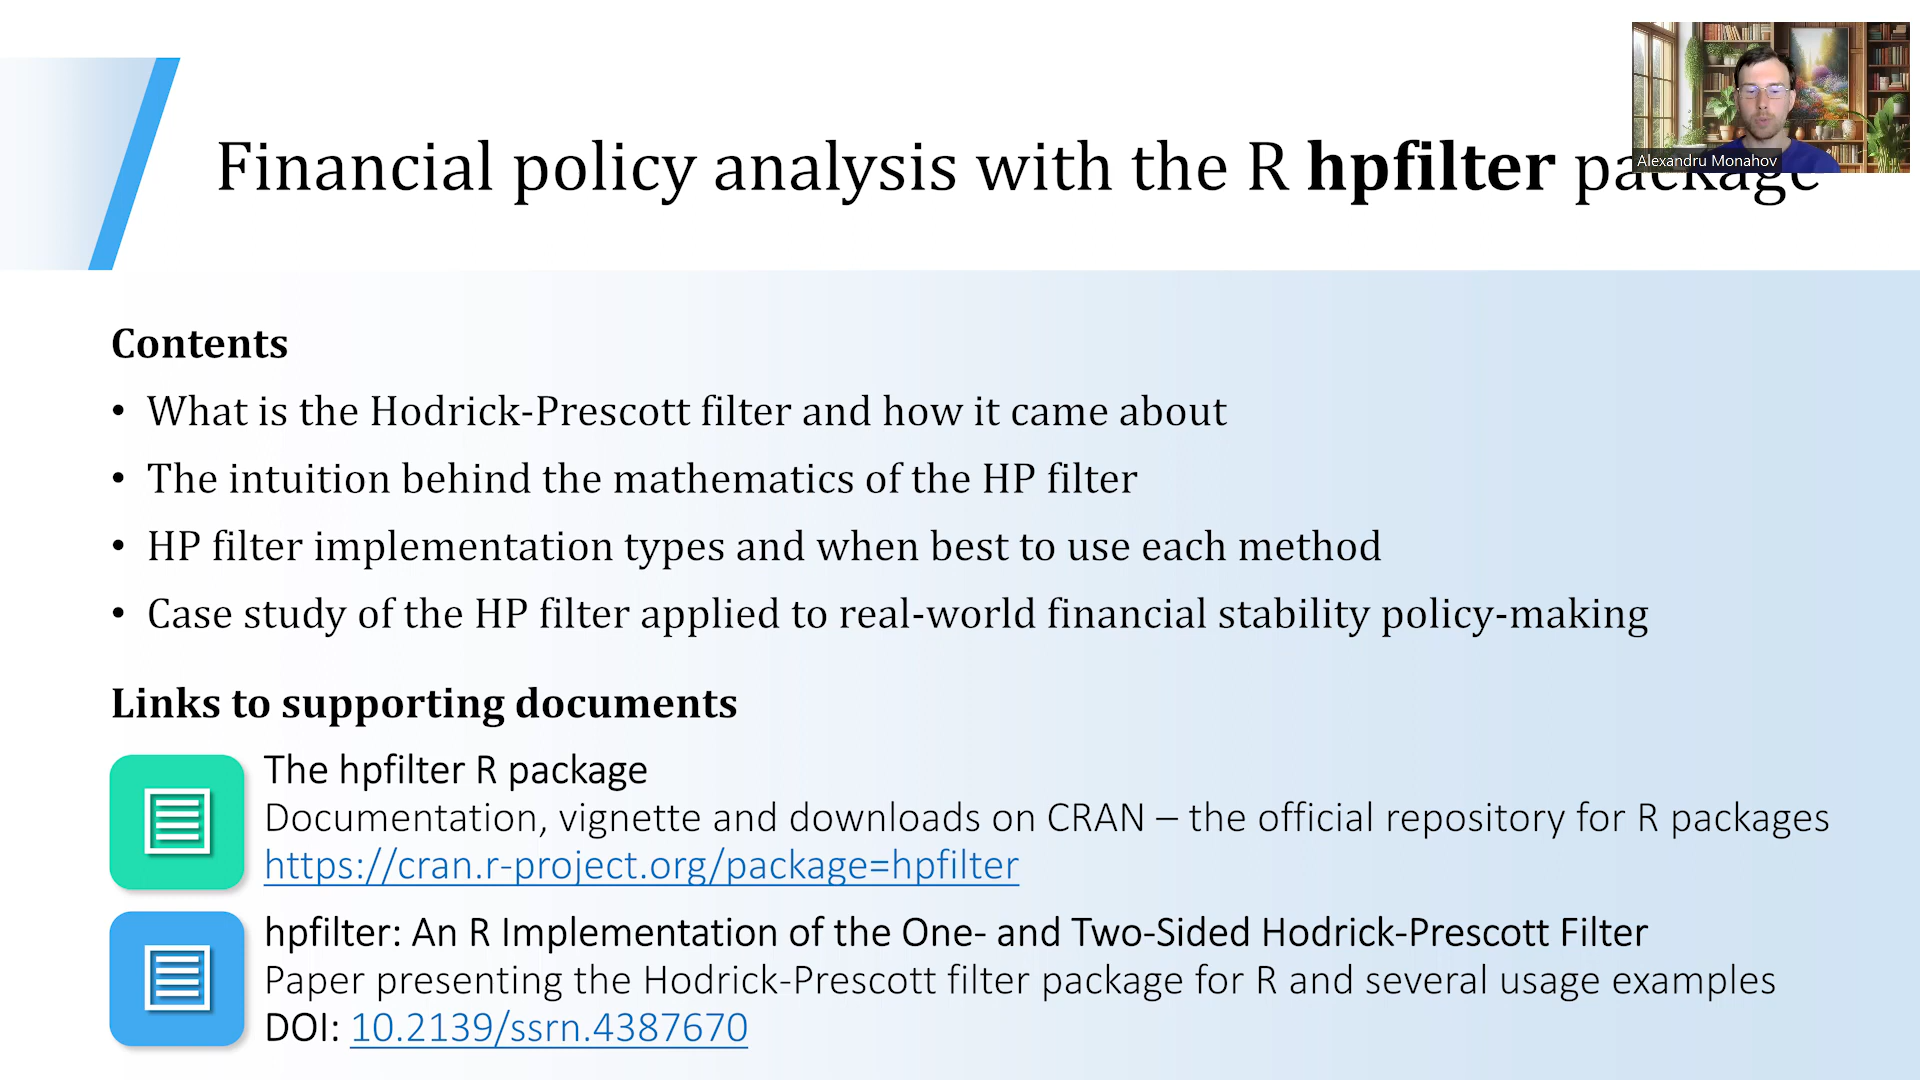 Financial policy analysis with the R hpfilter package
Alexandru Monahov
Contents
• What is the Hodrick-Prescott filter and how it came about
• The intuition behind the mathematics of the HP filter
• HP filter implementation types and when best to use each method
• Case study of the HP filter applied to real-world financial stability policy-making
Links to supporting documents
The hpfilter R package
Documentation, vignette and downloads on CRAN – the official repository for R packages
https://cran.r-project.org/package=hpfilter
hpfilter: An R Implementation of the One- and Two-Sided Hodrick-Prescott Filter
Paper presenting the Hodrick-Prescott filter package for R and several usage examples
DOI: 10.2139/ssrn.4387670